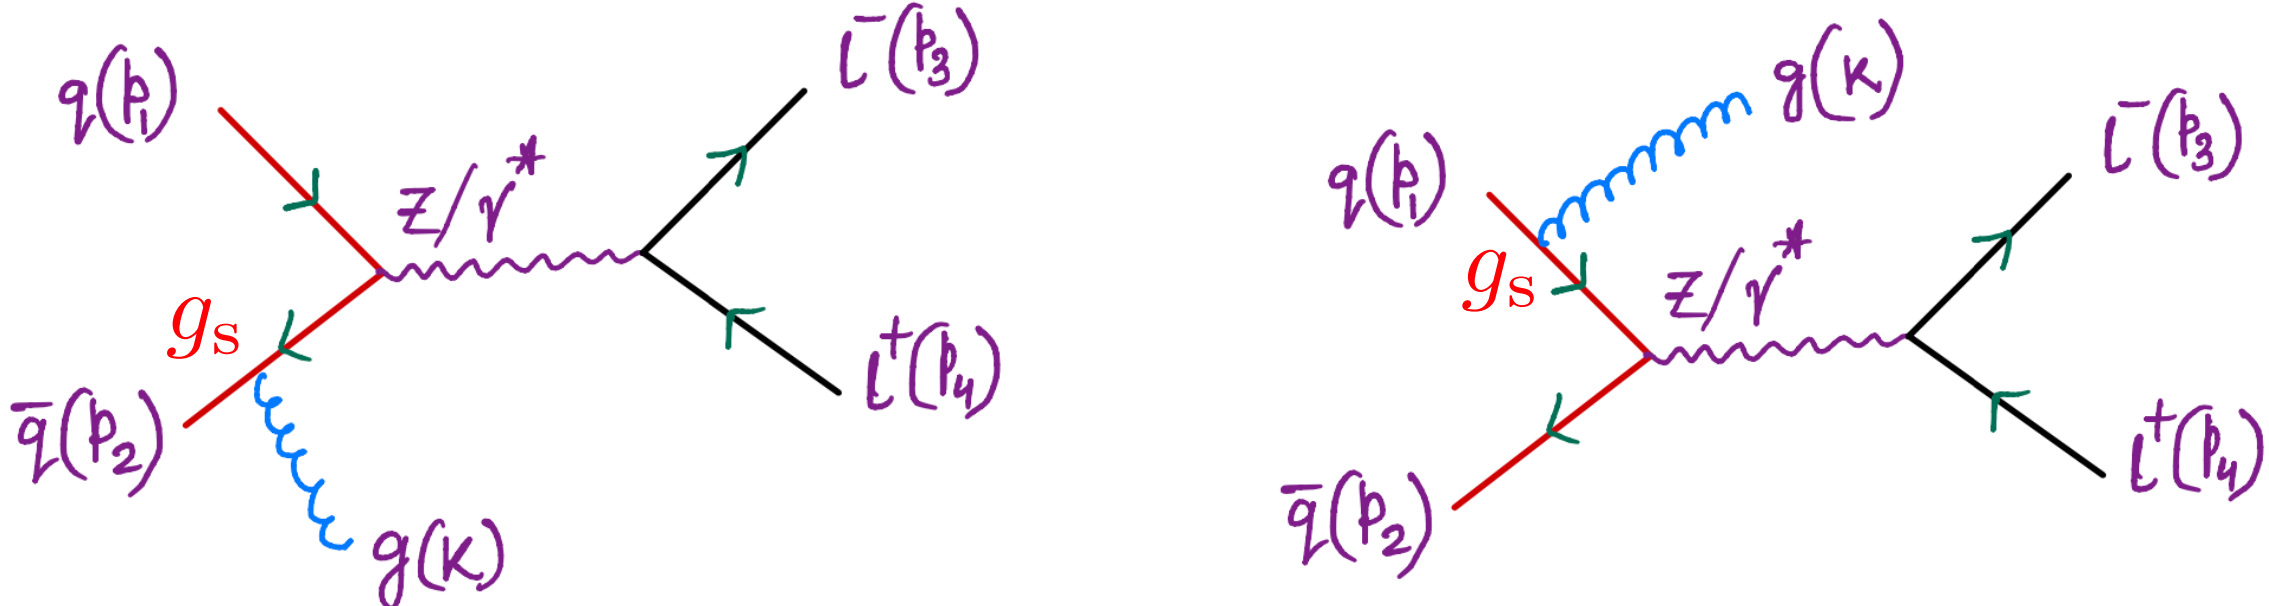 q(p₁)
l⁻(p₃)
Z/γ*
gₛ
q̄(p₂)
l⁺(p₄)
g(k)
g(k)
q(p₁)
l⁻(p₃)
gₛ
Z/γ*
q̄(p₂)
l⁺(p₄)